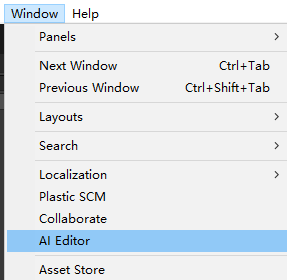 Window Help
Panels
Next Window Ctrl+Tab
Previous Window Ctrl+Shift+Tab
Layouts
Search
Localization
Plastic SCM
Collaborate
AI Editor
Asset Store